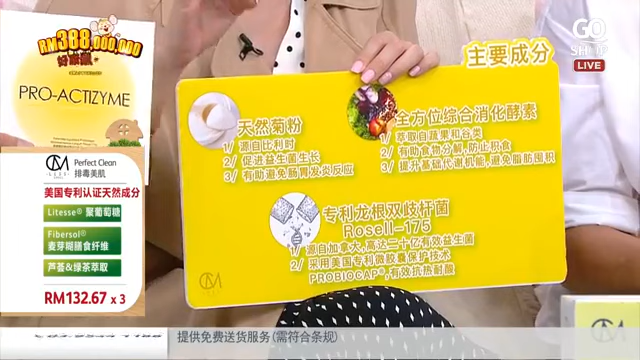 RM388,000,000
好康讯
PRO-ACTIZYME
CM
LISS
Perfect Clean
排毒美肌
美国专利认证天然成分
Litesse® 聚葡萄糖
Fibersol®
麦芽糊膳食纤维
芦荟&绿茶萃取
RM132.67 x 3
GO
SHOP
LIVE
主要成分
天然菊粉
1/ 源自比利时
2/ 促进益生菌生长
3/ 有助避免肠胃发炎反应
全方位综合消化酵素
1/ 萃取自蔬果和谷类
2/ 有助食物分解,防止积食
3/ 提升基础代谢机能,避免脂肪囤积
专利龙根双歧杆菌
Rosell-175
1/ 源自加拿大,高达二十亿有效益生菌
2/ 采用美国专利微胶囊保护技术
PROBIOCAP®,有效抗热耐酸
CM
提供免费送货服务(需符合条规)